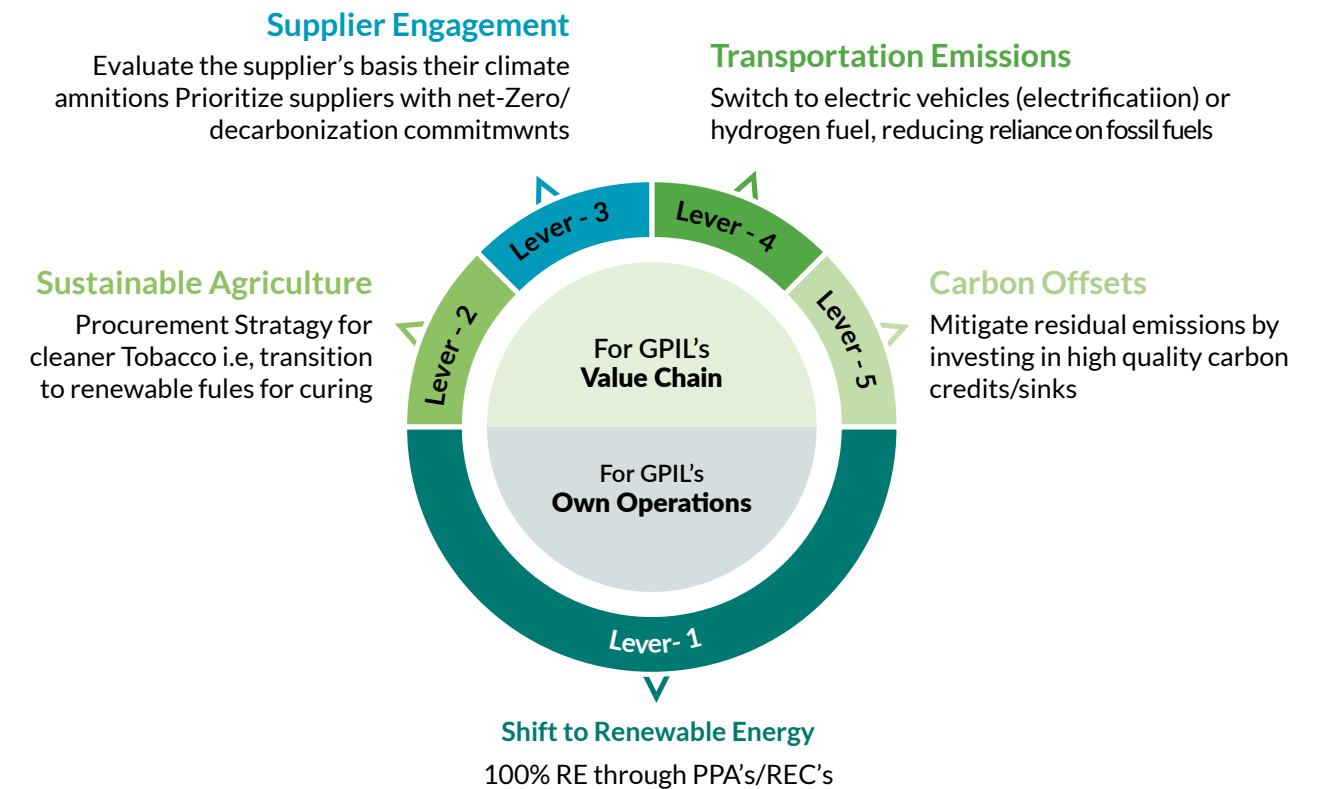 Supplier Engagement
Evaluate the supplier’s basis their climate
amnitions Prioritize suppliers with net-Zero/
decarbonization commitmwnts
Transportation Emissions
Switch to electric vehicles (electrificatiion) or
hydrogen fuel, reducing reliance on fossil fuels
Lever - 3
Lever - 4
Sustainable Agriculture
Procurement Stratagy for
cleaner Tobacco i.e, transition
to renewable fules for curing
Lever - 2
For GPIL’s
Value Chain
Lever - 5
Carbon Offsets
Mitigate residual emissions by
investing in high quality carbon
credits/sinks
For GPIL’s
Own Operations
Lever- 1
Shift to Renewable Energy
100% RE through PPA’s/REC’s